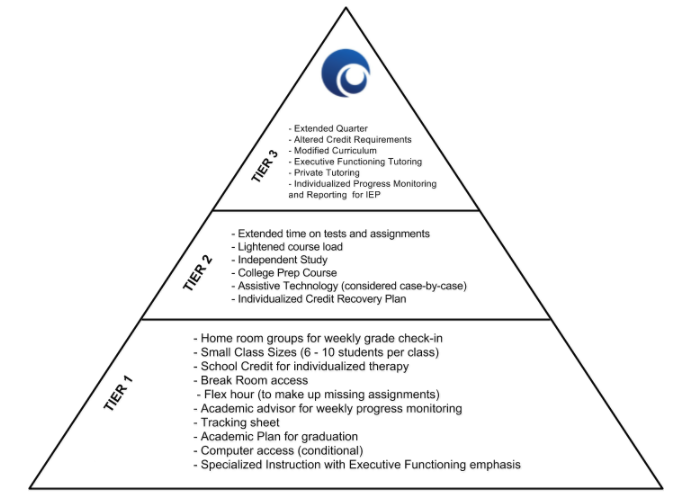 - Extended Quarter
- Altered Credit Requirements
- Modified Curriculum
- Executive Functioning Tutoring
- Private Tutoring
- Individualized Progress Monitoring
and Reporting for IEP
TIER 3
- Extended time on tests and assignments
- Lightened course load
- Independent Study
- College Prep Course
- Assistive Technology (considered case-by-case)
- Individualized Credit Recovery Plan
TIER 2
- Home room groups for weekly grade check-in
- Small Class Sizes (6 - 10 students per class)
- School Credit for individualized therapy
- Break Room access
- Flex hour (to make up missing assignments)
- Academic advisor for weekly progress monitoring
- Tracking sheet
- Academic Plan for graduation
- Computer access (conditional)
- Specialized Instruction with Executive Functioning emphasis
TIER 1